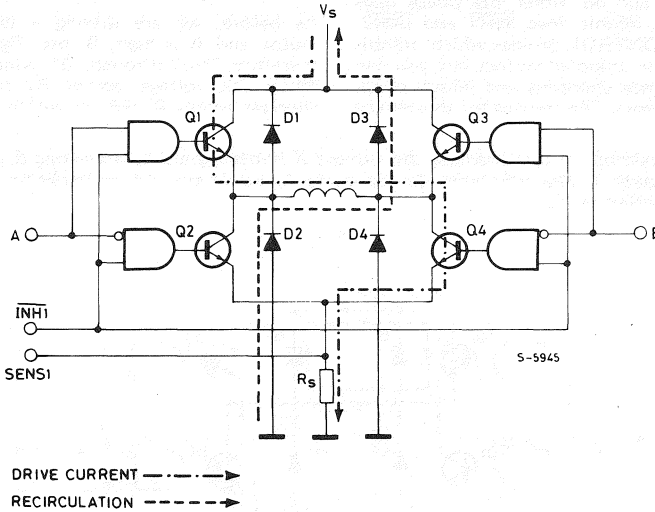 Vs
Q1
D1
D3
Q3
A
Q2
D2
D4
Q4
B
INH1
SENS1
Rs
S-5945
DRIVE CURRENT
RECIRCULATION